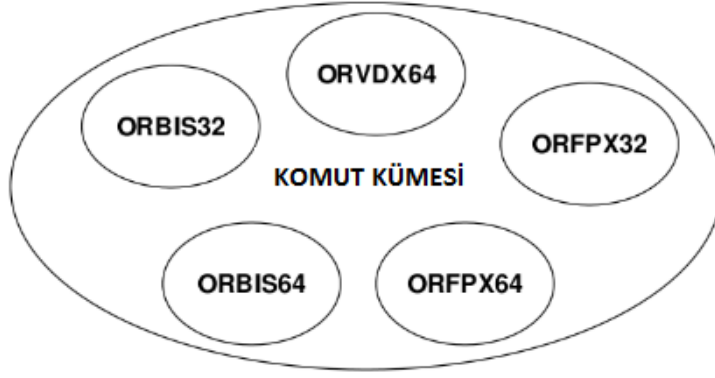 ORVDX64
ORBIS32
ORFPX32
KOMUT KÜMESİ
ORBIS64
ORFPX64